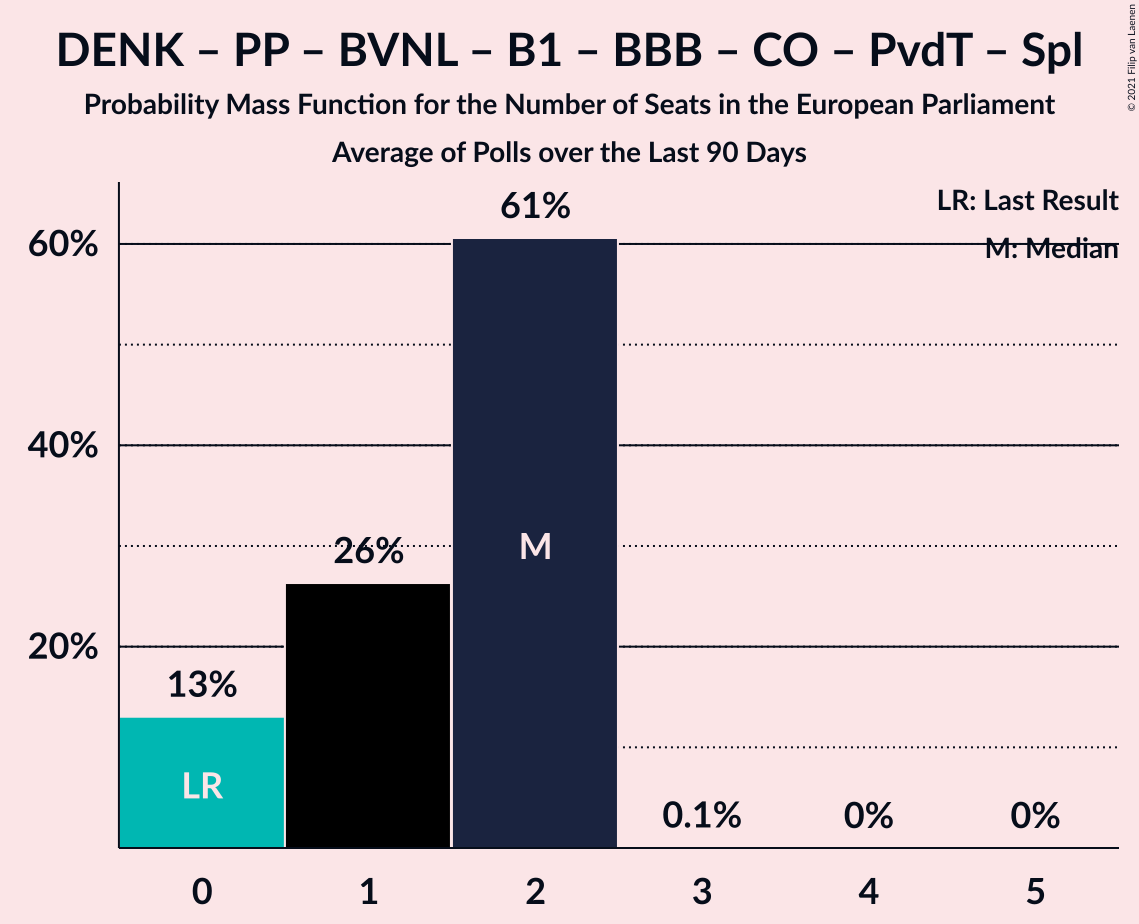 DENK – PP – BVNL – B1 – BBB – CO – PvdT – Spl
Probability Mass Function for the Number of Seats in the European Parliament
Average of Polls over the Last 90 Days
© 2021 Filip van Laenen
LR: Last Result
M: Median
61%
60%
40%
26%
M
20%
13%
LR
0.1%
0%
0%
0
1
2
3
4
5